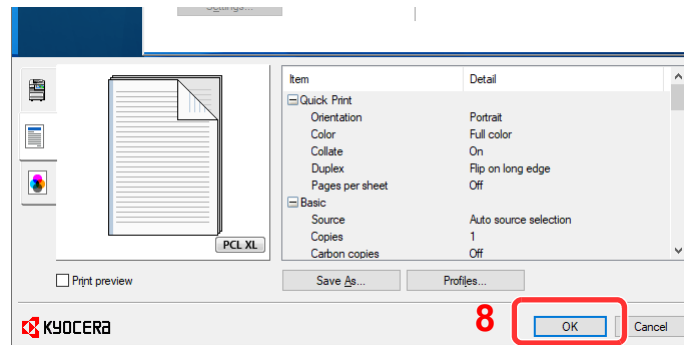 Settings...
Item Detail
Quick Print
Orientation Portrait
Color Full color
Collate On
Duplex Flip on long edge
Pages per sheet Off
Basic
Source Auto source selection
Copies 1
Carbon copies Off
PCL XL
Print preview
Save As... Profiles...
KYOCERA
8 OK Cancel